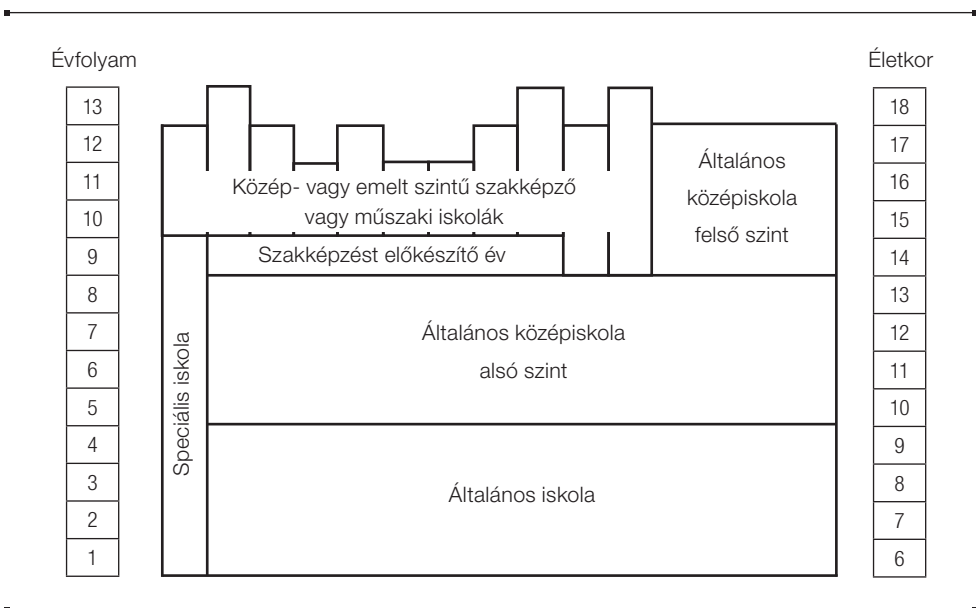 Évfolyam
Életkor
13
12
11
10
9
8
7
6
5
4
3
2
1
Közép- vagy emelt szintű szakképző
vagy műszaki iskolák
Szakképzést előkészítő év
Általános
középiskola
felső szint
Általános középiskola
alsó szint
Speciális iskola
Általános iskola
18
17
16
15
14
13
12
11
10
9
8
7
6